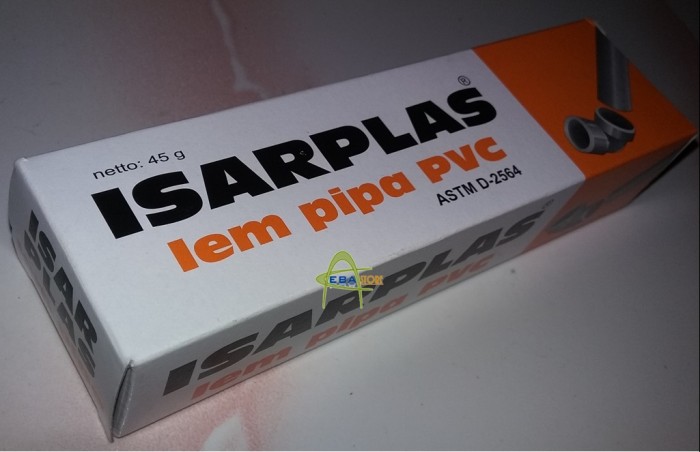 netto: 45 g
ISARPLAS®
lem pipa PVC
ASTM D-2564
ISAR
PLAS
ISARPLAS®
lem pipa PVC